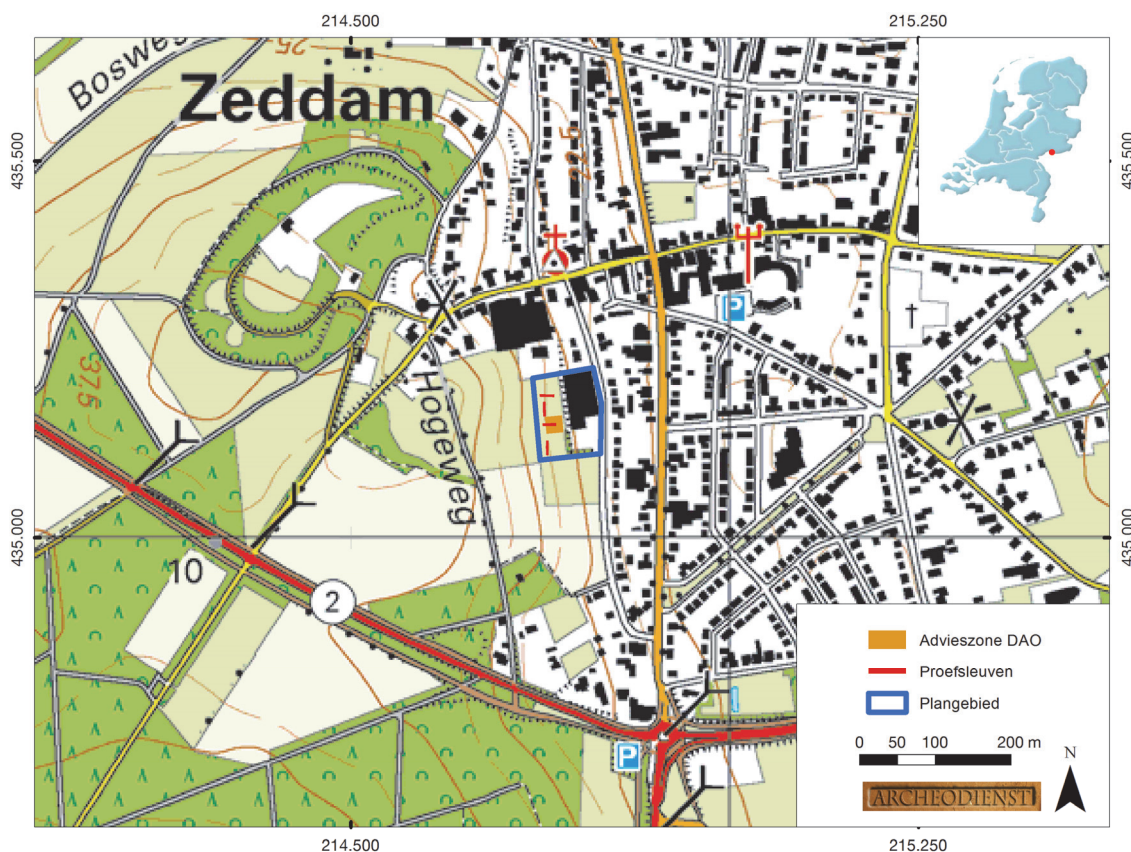 214.500
215.250
Bosweg
25
Zeddam
22.5
435.500
435.500
P
37.5
Hogeweg
435.000
435.000
10
2
P
Advieszone DAO
Proefsleuven
Plangebied
0 50 100 200 m
N
ARCHEODIENST
214.500
215.250